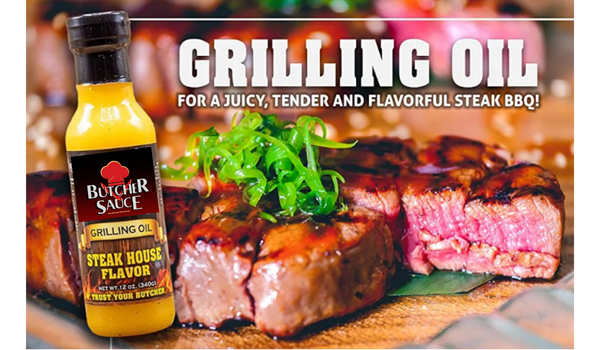 GRILLING OIL
FOR A JUICY, TENDER AND FLAVORFUL STEAK BBQ!
BUTCHER
SAUCE
GRILLING OIL
STEAK HOUSE
FLAVOR
NET WT. 12 OZ. (340G)
TRUST YOUR BUTCHER